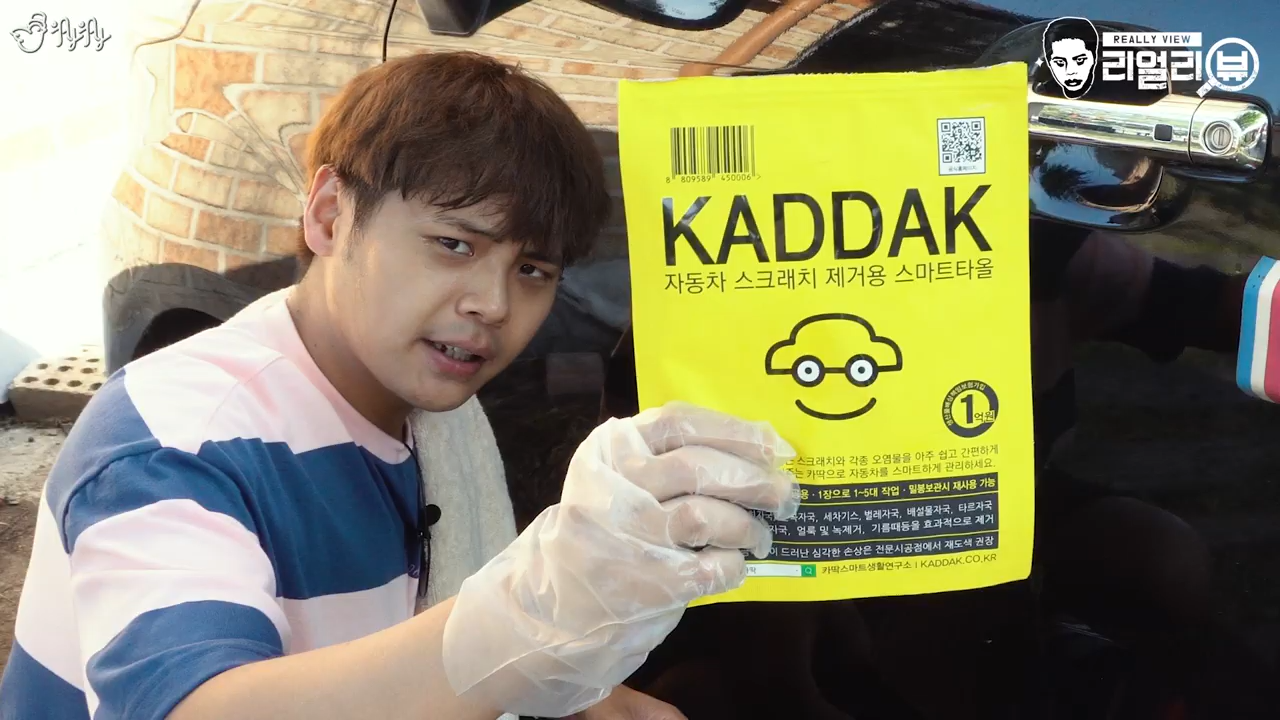 REALLY VIEW
리얼리뷰
8 809589 450006 >
KADDAK
자동차 스크래치 제거용 스마트타올
1억원
스크래치와 각종 오염물을 아주 쉽고 간편하게
카딱으로 자동차를 스마트하게 관리하세요.
1장으로 1~5대 작업 · 밀봉보관시 재사용 가능
세차기스, 벌레자국, 배설물자국, 타르자국
얼룩 및 녹제거, 기름때등을 효과적으로 제거
드러난 심각한 손상은 전문시공점에서 재도색 권장
카딱스마트생활연구소 I KADDAK.CO.KR